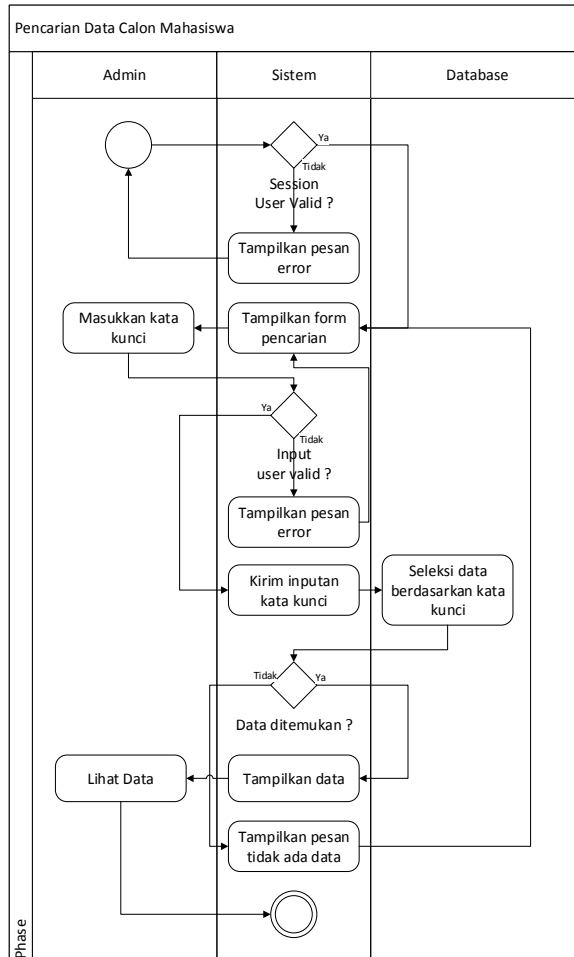 Pencarian Data Calon Mahasiswa
Admin
Sistem
Database
Ya
Tidak
Session
User Valid ?
Tampilkan pesan
error
Masukkan kata
kunci
Tampilkan form
pencarian
Ya
Tidak
Input
user valid ?
Tampilkan pesan
error
Kirim inputan
kata kunci
Seleksi data
berdasarkan kata
kunci
Tidak
Ya
Data ditemukan ?
Lihat Data
Tampilkan data
Tampilkan pesan
tidak ada data
Phase